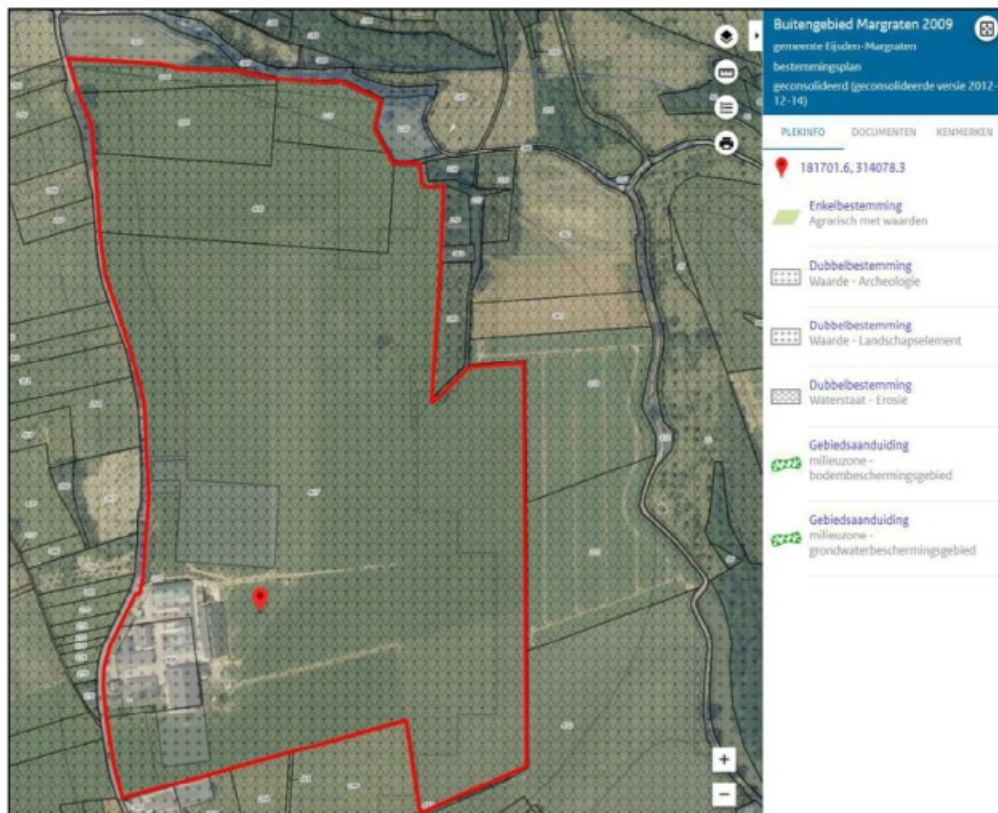 Buitengebied Margraten 2009
gemeente Eijsden-Margraten
bestemmingsplan
geconsolideerd (geconsolideerde versie 2012-
12-14)
PLEKINFO DOCUMENTEN KENMERKEN
181701.6, 314078.3
Enkelbestemming
Agrarisch met waarden
Dubbelbestemming
Waarde - Archeologie
Dubbelbestemming
Waarde - Landschapselement
Dubbelbestemming
Waterstaat - Erosie
Gebiedsaanduiding
milieuzone -
bodembeschermingsgebied
Gebiedsaanduiding
milieuzone -
grondwaterbeschermingsgebied
+
−